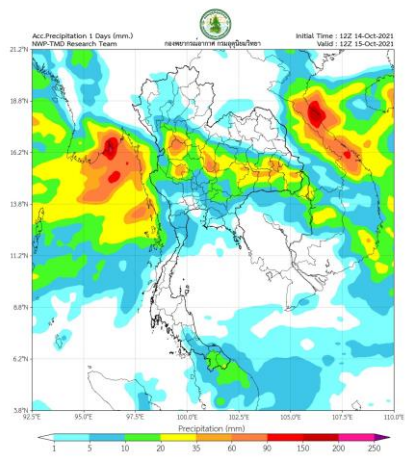 Acc.Precipitation 1 Days (mm.)
NWP-TMD Research Team
กองพยากรณ์อากาศ กรมอุตุนิยมวิทยา
Initial Time : 12Z 14-Oct-2021
Valid : 12Z 15-Oct-2021
21.2°N
18.8°N
16.2°N
13.8°N
11.2°N
8.8°N
6.2°N
3.8°N
92.5°E 95.0°E 97.5°E 100.0°E 102.5°E 105.0°E 107.5°E 110.0°E
Precipitation (mm)
1 5 10 20 35 60 90 150 200 250